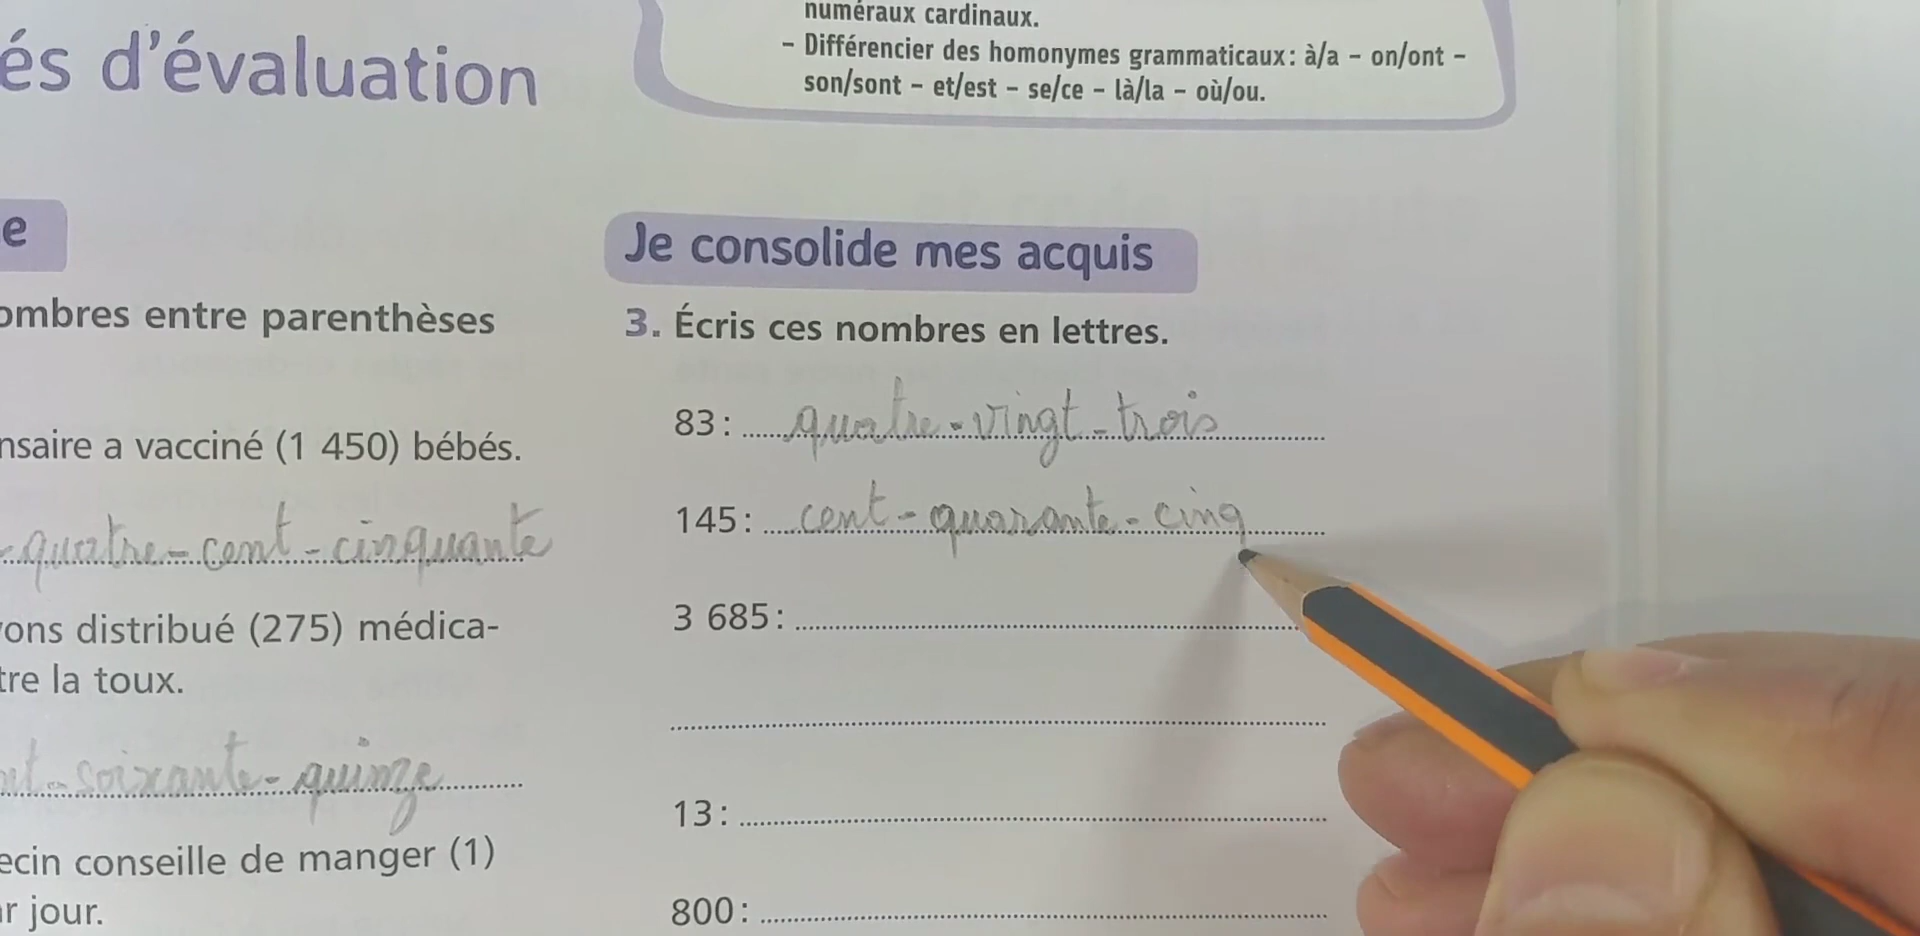 és d'évaluation
numéraux cardinaux.
- Différencier des homonymes grammaticaux : à/a - on/ont -
son/sont - et/est - se/ce - là/la - où/ou.
e
ombres entre parenthèses
nsaire a vacciné (1 450) bébés.
-quatre-cent-cinquante
ons distribué (275) médica-
tre la toux.
nt-soixante-quinze
ecin conseille de manger (1)
r jour.
Je consolide mes acquis
3. Écris ces nombres en lettres.
83 : quatre-vingt-trois
145 : cent-quarante-cinq
3 685 :
13 :
800 :